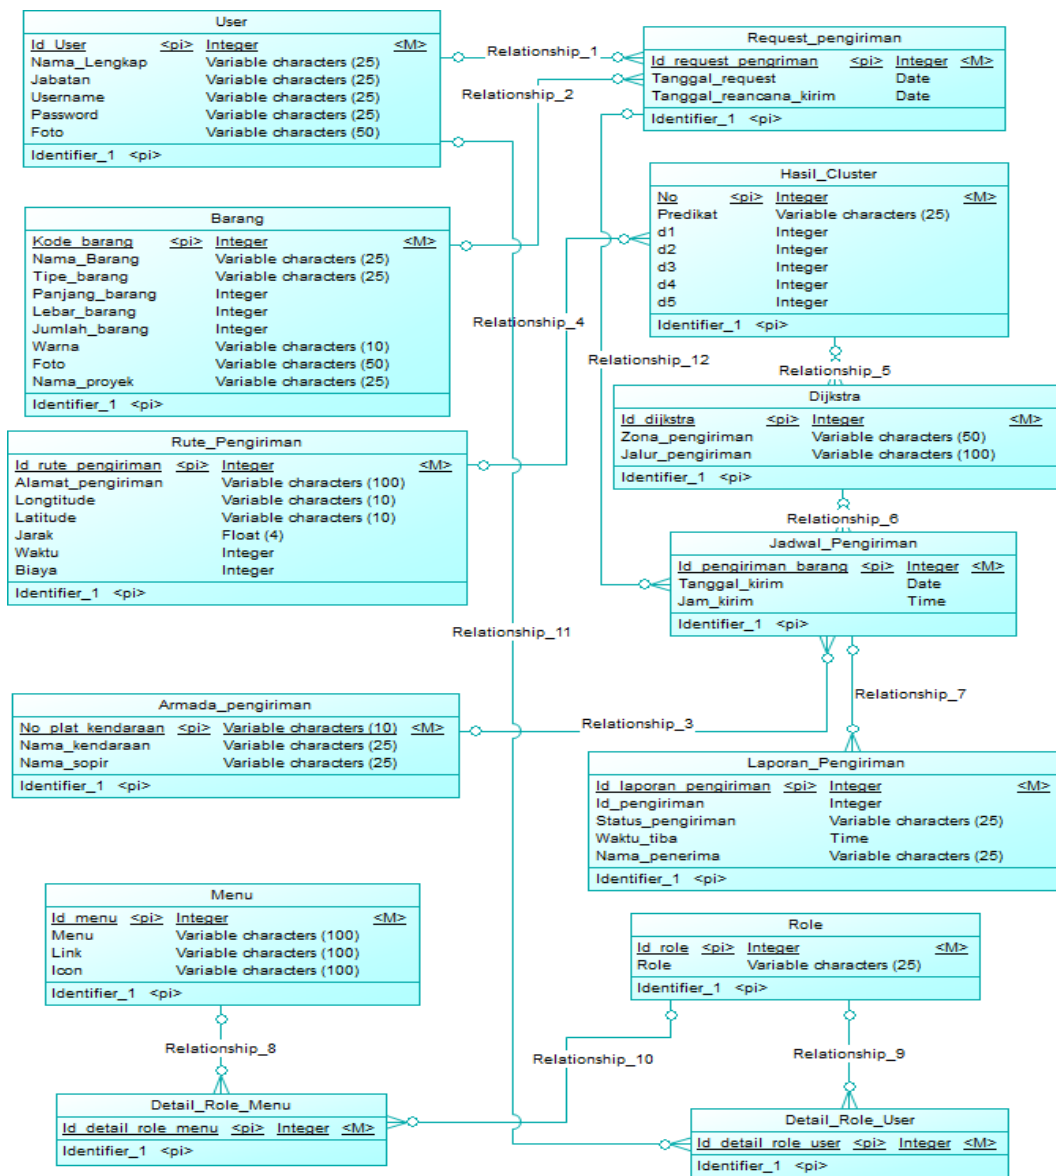 User
Id_User <pi> Integer <M>
Nama_Lengkap Variable characters (25)
Jabatan Variable characters (25)
Username Variable characters (25)
Password Variable characters (25)
Foto Variable characters (50)
Identifier_1 <pi>
Relationship_1
Relationship_2
Request_pengiriman
Id_request_pengriman <pi> Integer <M>
Tanggal_request Date
Tanggal_reancana_kirim Date
Identifier_1 <pi>
Barang
Kode_barang <pi> Integer <M>
Nama_Barang Variable characters (25)
Tipe_barang Variable characters (25)
Panjang_barang Integer
Lebar_barang Integer
Jumlah_barang Integer
Warna Variable characters (10)
Foto Variable characters (50)
Nama_proyek Variable characters (25)
Identifier_1 <pi>
Hasil_Cluster
No <pi> Integer <M>
Predikat Variable characters (25)
d1 Integer
d2 Integer
d3 Integer
d4 Integer
d5 Integer
Identifier_1 <pi>
Relationship_4
Relationship_12
Relationship_5
Dijkstra
Id_dijkstra <pi> Integer <M>
Zona_pengiriman Variable characters (50)
Jalur_pengiriman Variable characters (100)
Identifier_1 <pi>
Rute_Pengiriman
Id_rute_pengiriman <pi> Integer <M>
Alamat_pengiriman Variable characters (100)
Longtitude Variable characters (10)
Latitude Variable characters (10)
Jarak Float (4)
Waktu Integer
Biaya Integer
Identifier_1 <pi>
Relationship_6
Jadwal_Pengiriman
Id_pengiriman_barang <pi> Integer <M>
Tanggal_kirim Date
Jam_kirim Time
Identifier_1 <pi>
Relationship_11
Relationship_7
Relationship_3
Armada_pengiriman
No_plat_kendaraan <pi> Variable characters (10) <M>
Nama_kendaraan Variable characters (25)
Nama_sopir Variable characters (25)
Identifier_1 <pi>
Laporan_Pengiriman
Id_laporan_pengiriman <pi> Integer <M>
Id_pengiriman Integer
Status_pengiriman Variable characters (25)
Waktu_tiba Time
Nama_penerima Variable characters (25)
Identifier_1 <pi>
Menu
Id_menu <pi> Integer <M>
Menu Variable characters (100)
Link Variable characters (100)
Icon Variable characters (100)
Identifier_1 <pi>
Role
Id_role <pi> Integer <M>
Role Variable characters (25)
Identifier_1 <pi>
Relationship_8
Relationship_10
Relationship_9
Detail_Role_Menu
Id_detail_role_menu <pi> Integer <M>
Identifier_1 <pi>
Detail_Role_User
Id_detail_role_user <pi> Integer <M>
Identifier_1 <pi>